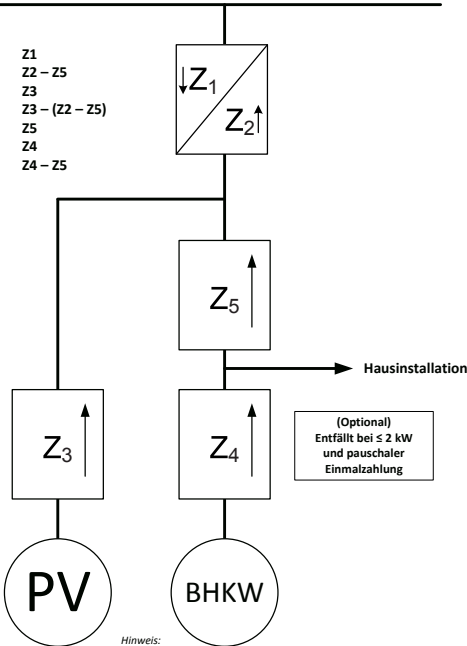 Z1
Z2 – Z5
Z3
Z3 – (Z2 – Z5)
Z5
Z4
Z4 – Z5
Z1
Z2
Z5
Hausinstallation
Z3
Z4
(Optional)
Entfällt bei ≤ 2 kW
und pauschaler
Einmalzahlung
PV
BHKW
Hinweis: